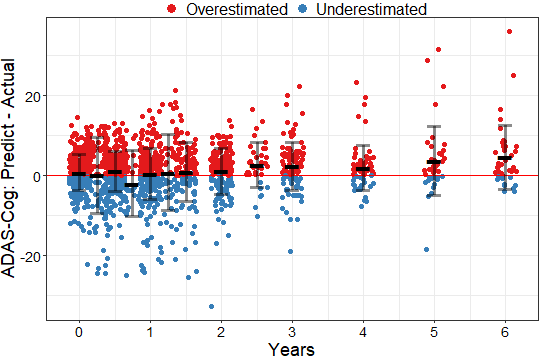 Overestimated Underestimated
ADAS-Cog: Predict - Actual
20
0
-20
0 1 2 3 4 5 6
Years